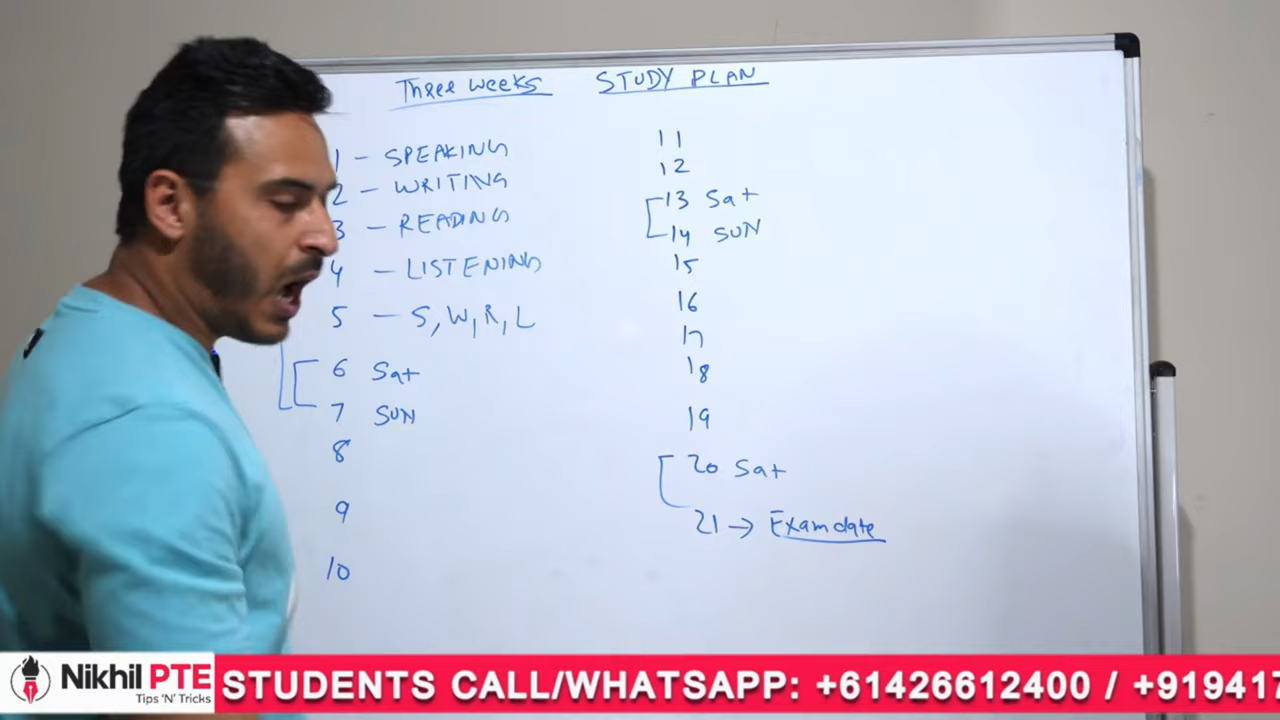 Three weeks STUDY PLAN
1 - SPEAKING
2 - WRITING
3 - READING
4 - LISTENING
5 - S, W, R, L
6 Sat
7 SUN
8
9
10
11
12
13 Sat
14 SUN
15
16
17
18
19
20 Sat
21 → Exam date
Nikhil PTE
Tips 'N' Tricks
STUDENTS CALL/WHATSAPP: +61426612400 / +919417